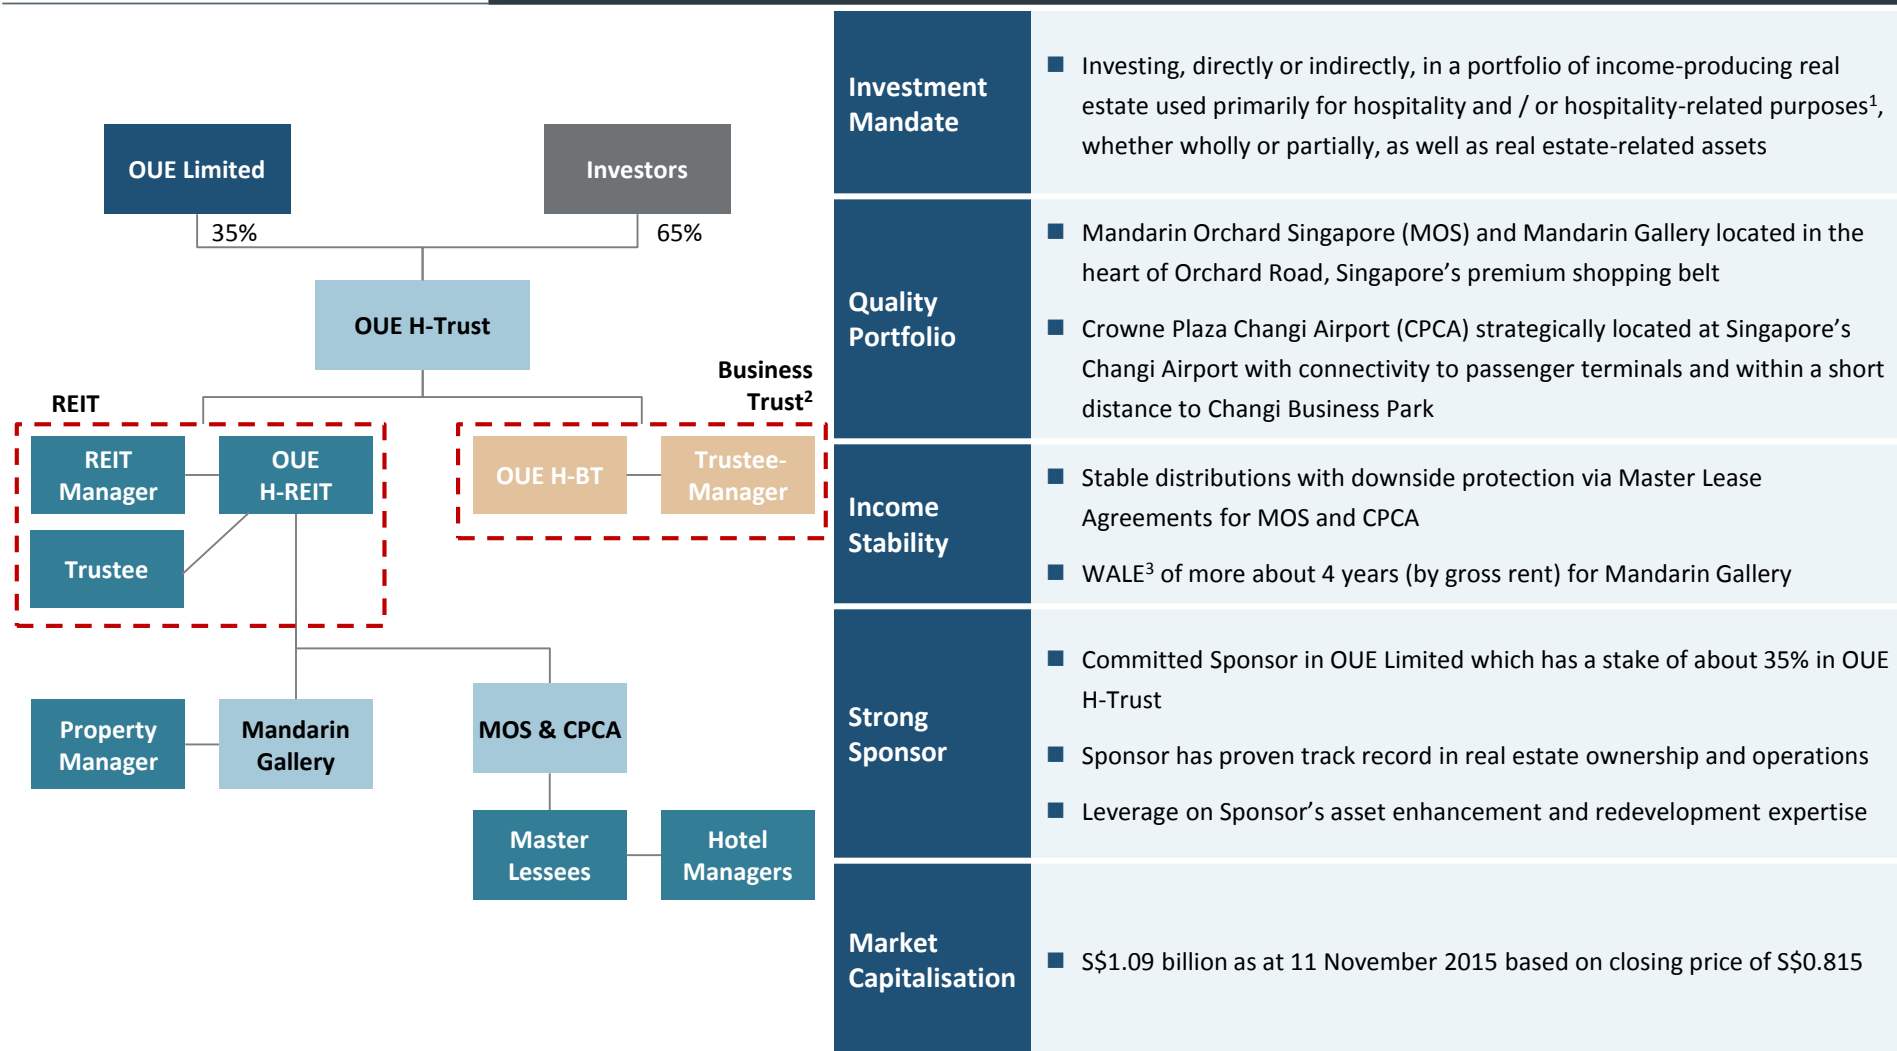 OUE Limited
Investors
35%
65%
OUE H-Trust
REIT
Business
Trust²
REIT
Manager
OUE
H-REIT
OUE H-BT
Trustee-
Manager
Trustee
Property
Manager
Mandarin
Gallery
MOS & CPCA
Master
Lessees
Hotel
Managers
Investment
Mandate
■ Investing, directly or indirectly, in a portfolio of income-producing real
estate used primarily for hospitality and / or hospitality-related purposes¹,
whether wholly or partially, as well as real estate-related assets
Quality
Portfolio
■ Mandarin Orchard Singapore (MOS) and Mandarin Gallery located in the
heart of Orchard Road, Singapore’s premium shopping belt
■ Crowne Plaza Changi Airport (CPCA) strategically located at Singapore’s
Changi Airport with connectivity to passenger terminals and within a short
distance to Changi Business Park
Income
Stability
■ Stable distributions with downside protection via Master Lease
Agreements for MOS and CPCA
■ WALE³ of more about 4 years (by gross rent) for Mandarin Gallery
Strong
Sponsor
■ Committed Sponsor in OUE Limited which has a stake of about 35% in OUE
H-Trust
■ Sponsor has proven track record in real estate ownership and operations
■ Leverage on Sponsor’s asset enhancement and redevelopment expertise
Market
Capitalisation
■ S$1.09 billion as at 11 November 2015 based on closing price of S$0.815